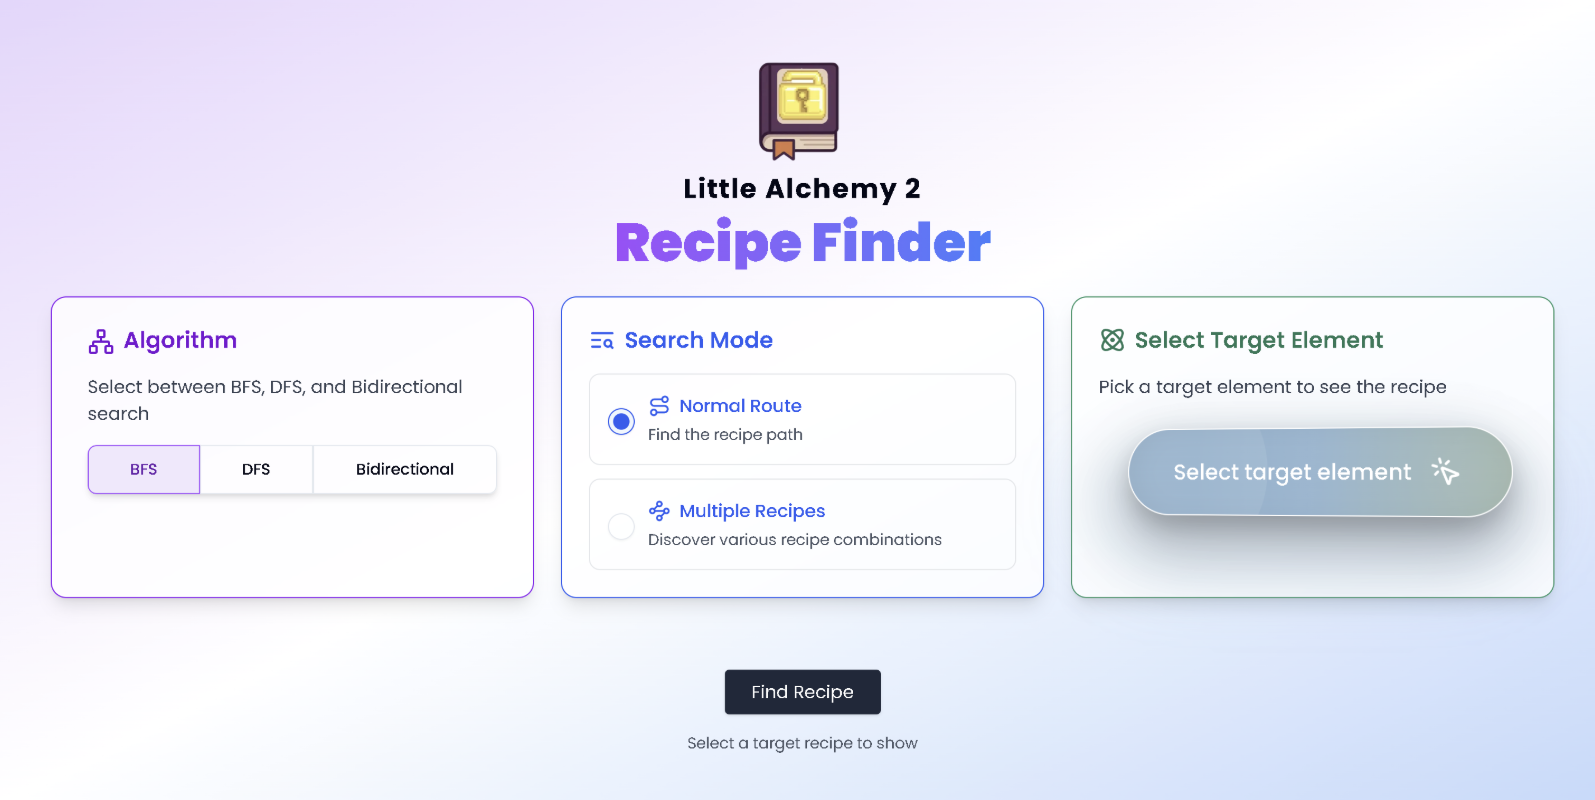 Little Alchemy 2
Recipe Finder
Algorithm
Select between BFS, DFS, and Bidirectional
search
BFS
DFS
Bidirectional
Search Mode
Normal Route
Find the recipe path
Multiple Recipes
Discover various recipe combinations
Select Target Element
Pick a target element to see the recipe
Select target element
Find Recipe
Select a target recipe to show